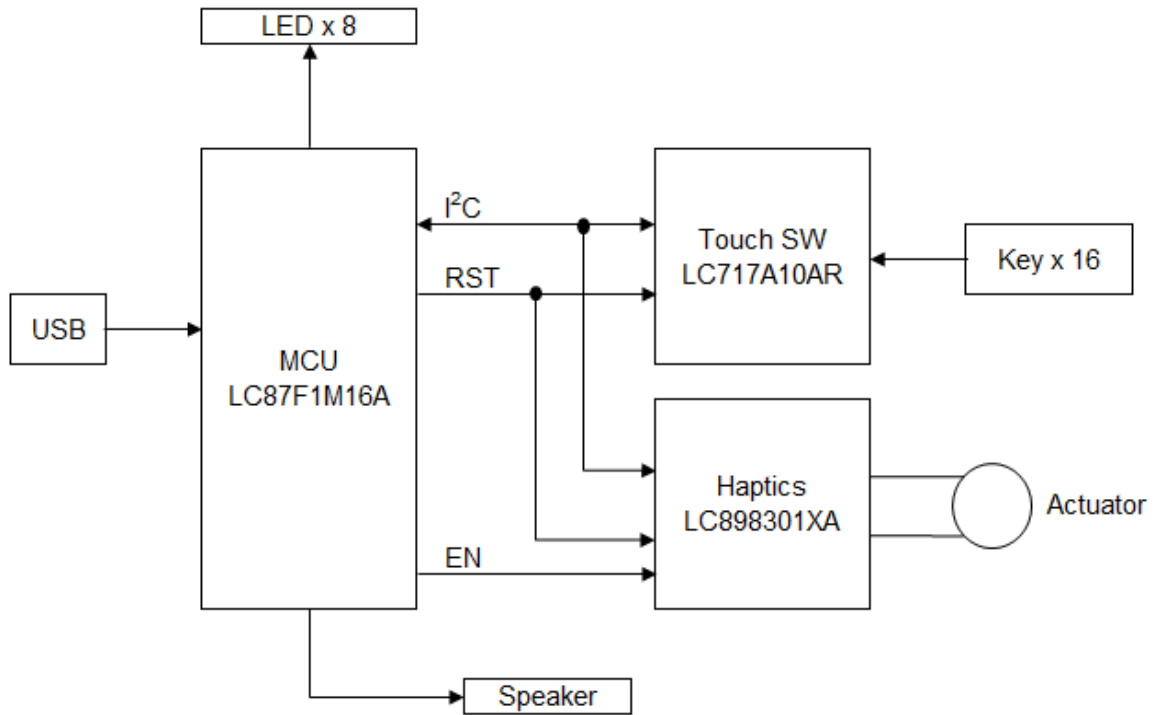 LED x 8
I²C
Touch SW
LC717A10AR
Key x 16
RST
USB
MCU
LC87F1M16A
Haptics
LC898301XA
Actuator
EN
Speaker